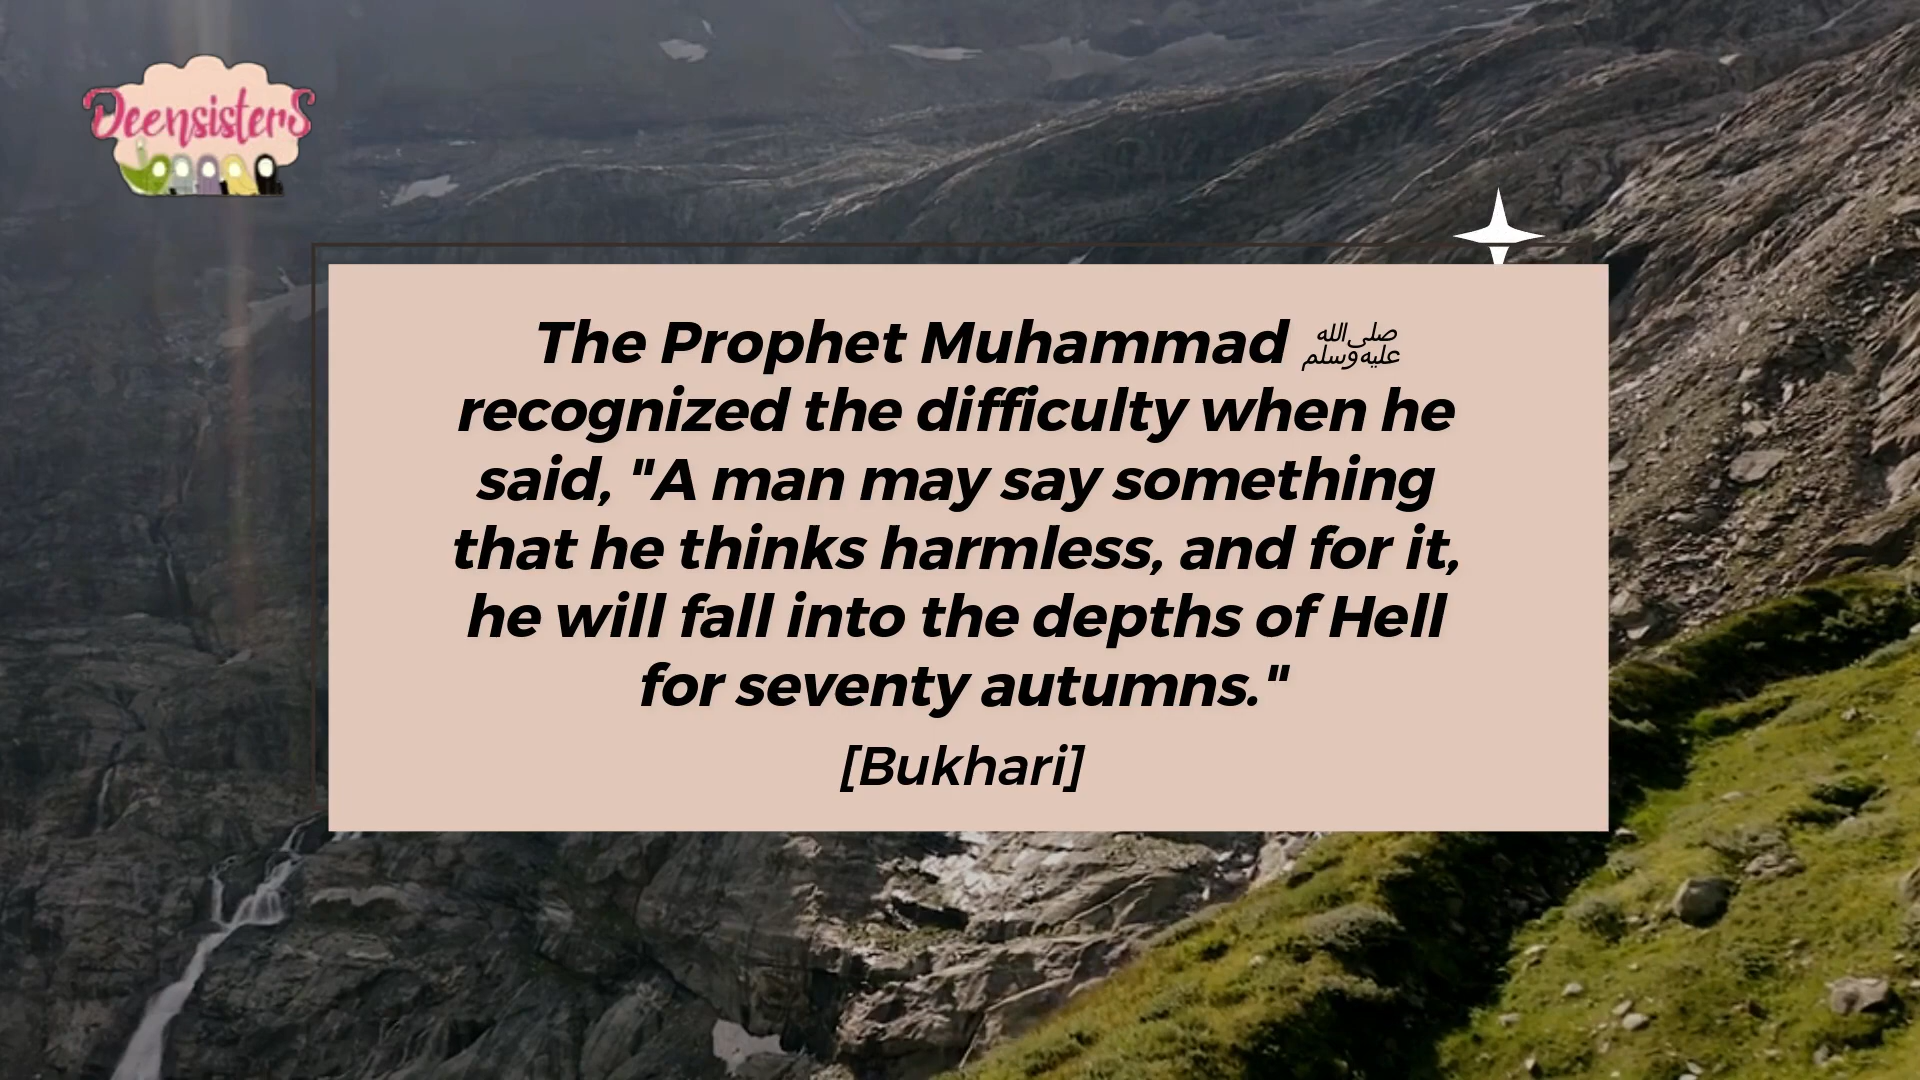 DeensisterS
The Prophet Muhammad ﷺ
recognized the difficulty when he
said, "A man may say something
that he thinks harmless, and for it,
he will fall into the depths of Hell
for seventy autumns."
[Bukhari]